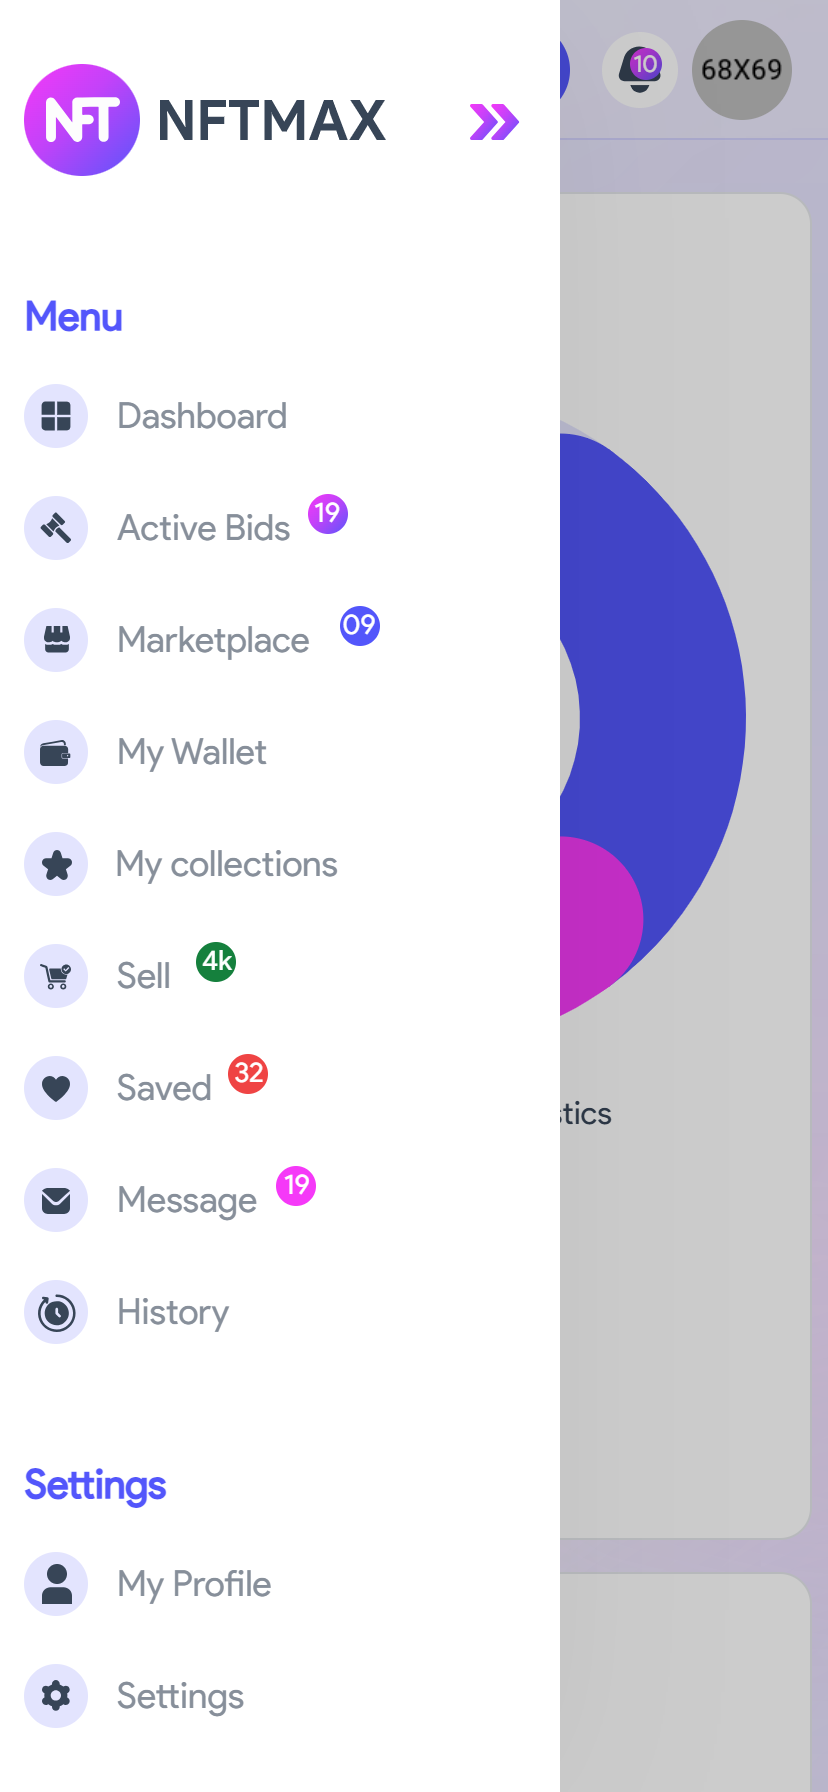 NFT NFTMAX
10
68X69
Menu
Dashboard
Active Bids 19
Marketplace 09
My Wallet
My collections
Sell 4k
Saved 32
stics
Message 19
History
Settings
My Profile
Settings